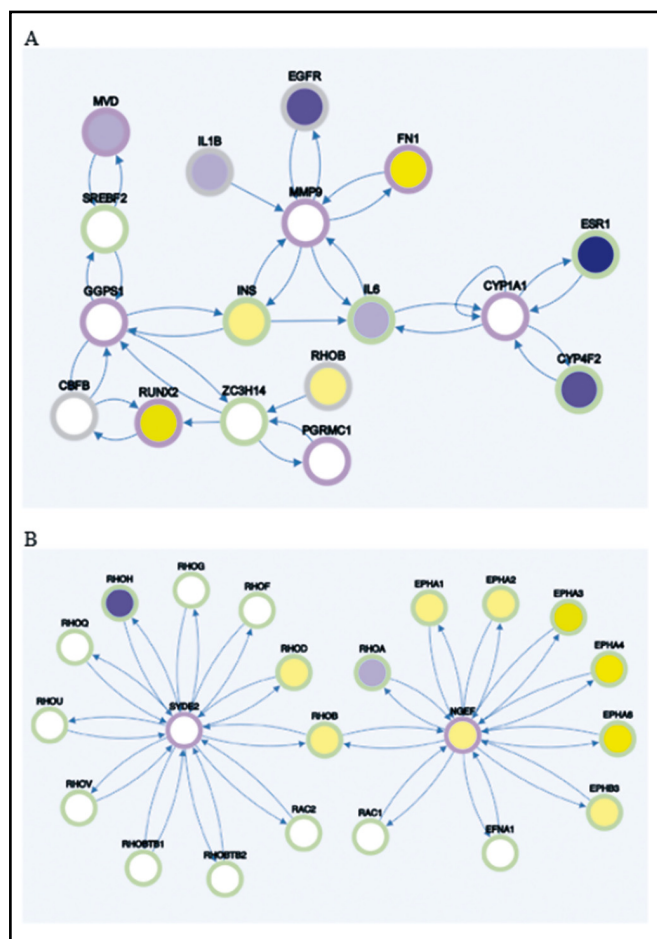 A
EGFR
MVD
IL1B
FN1
SREBF2
MMP9
ESR1
GGPS1
INS
IL6
CYP1A1
RHOB
CYP4F2
CBFB
RUNX2
ZC3H14
PGRMC1
B
RHOG
RHOH
RHOF
EPHA1
EPHA2
EPHA3
RHOQ
RHOD
RHOA
EPHA4
RHOU
SYDE2
RHOB
NGEF
EPHA6
RHOV
EPHB3
RAC2
RAC1
EFNA1
RHOBTB1
RHOBTB2